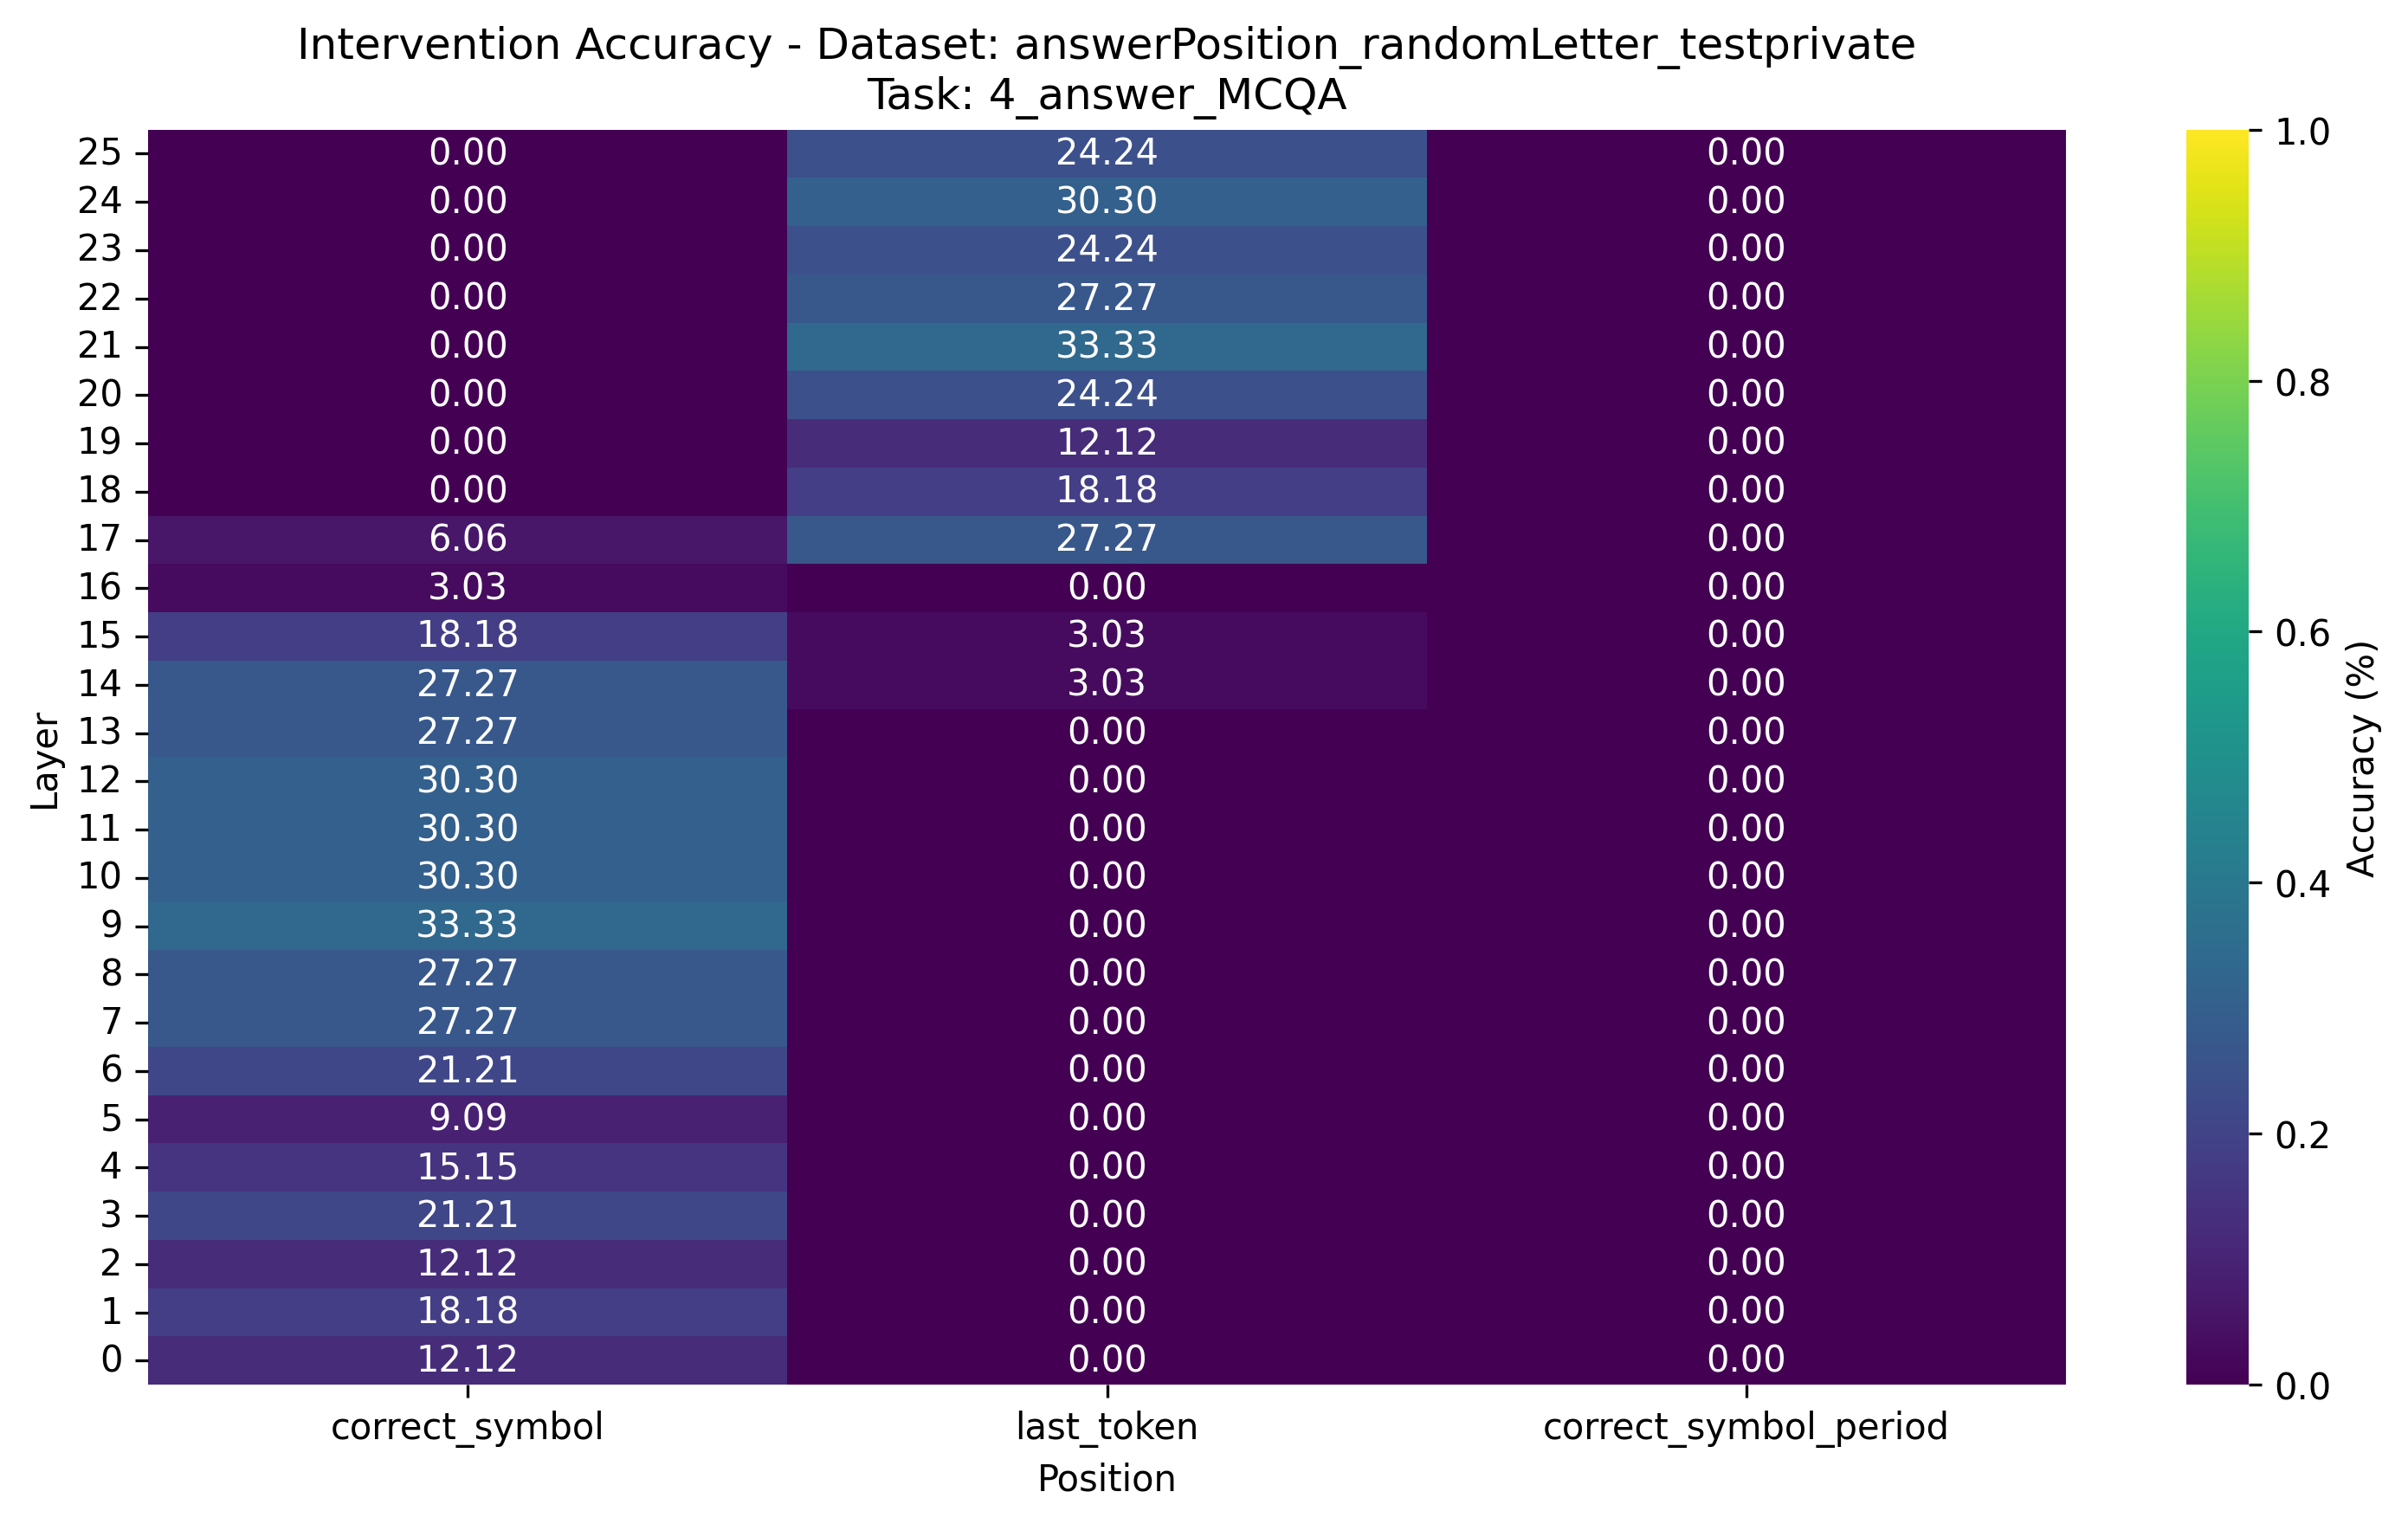 Intervention Accuracy - Dataset: answerPosition_randomLetter_testprivate
Task: 4_answer_MCQA
25 0.00 24.24 0.00
24 0.00 30.30 0.00
23 0.00 24.24 0.00
22 0.00 27.27 0.00
21 0.00 33.33 0.00
20 0.00 24.24 0.00
19 0.00 12.12 0.00
18 0.00 18.18 0.00
17 6.06 27.27 0.00
16 3.03 0.00 0.00
15 18.18 3.03 0.00
14 27.27 3.03 0.00
13 27.27 0.00 0.00
12 30.30 0.00 0.00
11 30.30 0.00 0.00
10 30.30 0.00 0.00
9 33.33 0.00 0.00
8 27.27 0.00 0.00
7 27.27 0.00 0.00
6 21.21 0.00 0.00
5 9.09 0.00 0.00
4 15.15 0.00 0.00
3 21.21 0.00 0.00
2 12.12 0.00 0.00
1 18.18 0.00 0.00
0 12.12 0.00 0.00
correct_symbol last_token correct_symbol_period
Position
Layer
1.0
0.8
0.6
0.4
0.2
0.0
Accuracy (%)